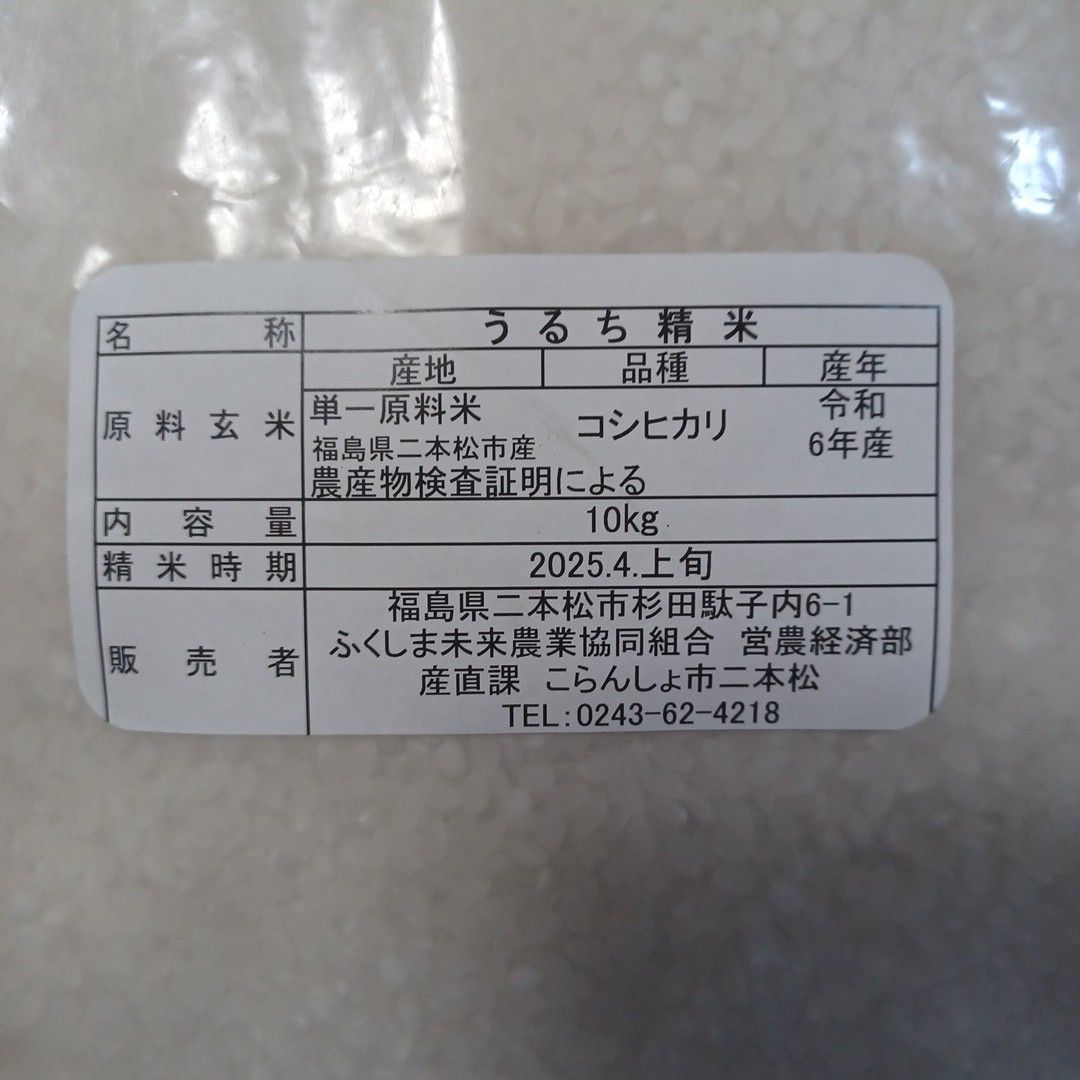 名称 うるち精米
産地 品種 産年
原料玄米 単一原料米 コシヒカリ 令和
福島県二本松市産 6年産
農産物検査証明による
内容量 10kg
精米時期 2025.4.上旬
福島県二本松市杉田駄子内6-1
販売者 ふくしま未来農業協同組合 営農経済部
産直課 こらんしょ市二本松
TEL:0243-62-4218